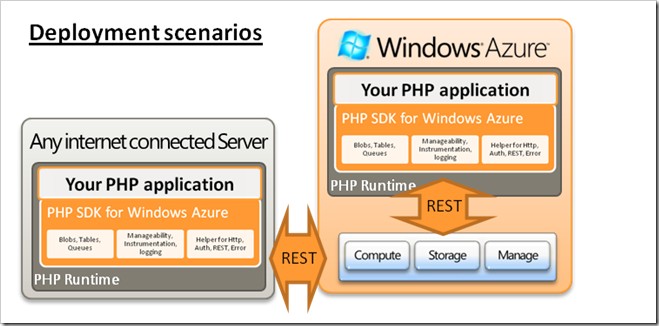 Deployment scenarios
Any internet connected Server
Your PHP application
PHP SDK for Windows Azure
Blobs, Tables,
Queues
Manageability,
Instrumentation,
logging
Helper for Http,
Auth, REST, Error
PHP Runtime
REST
Windows Azure™
Your PHP application
PHP SDK for Windows Azure
Blobs, Tables,
Queues
Manageability,
Instrumentation,
logging
Helper for Http,
Auth, REST, Error
PHP Runtime
REST
Compute
Storage
Manage